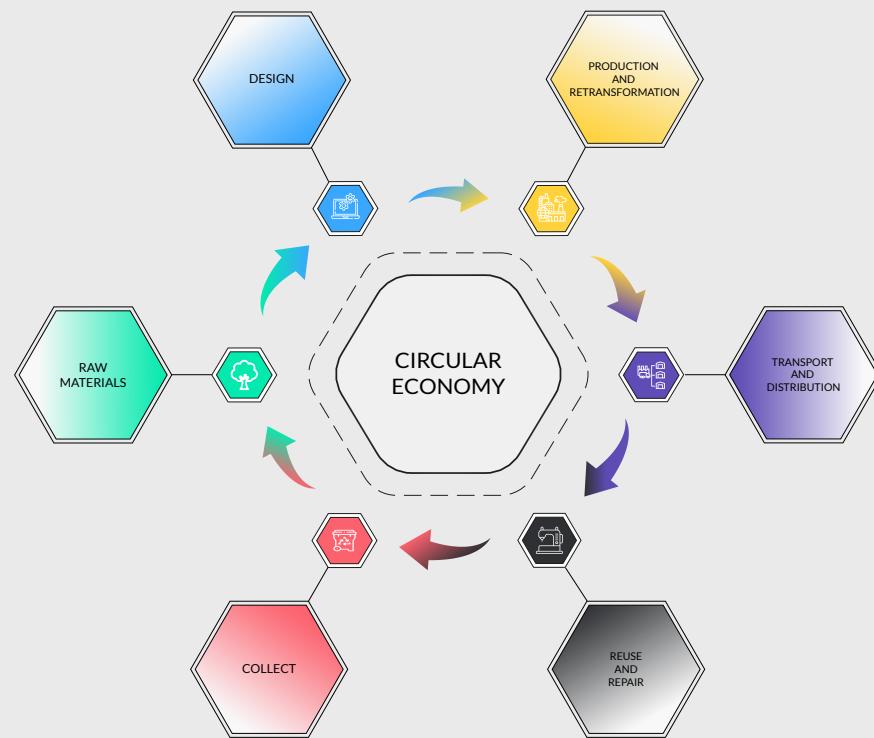 DESIGN
PRODUCTION
AND
RETRANSFORMATION
RAW
MATERIALS
CIRCULAR
ECONOMY
TRANSPORT
AND
DISTRIBUTION
COLLECT
REUSE
AND
REPAIR